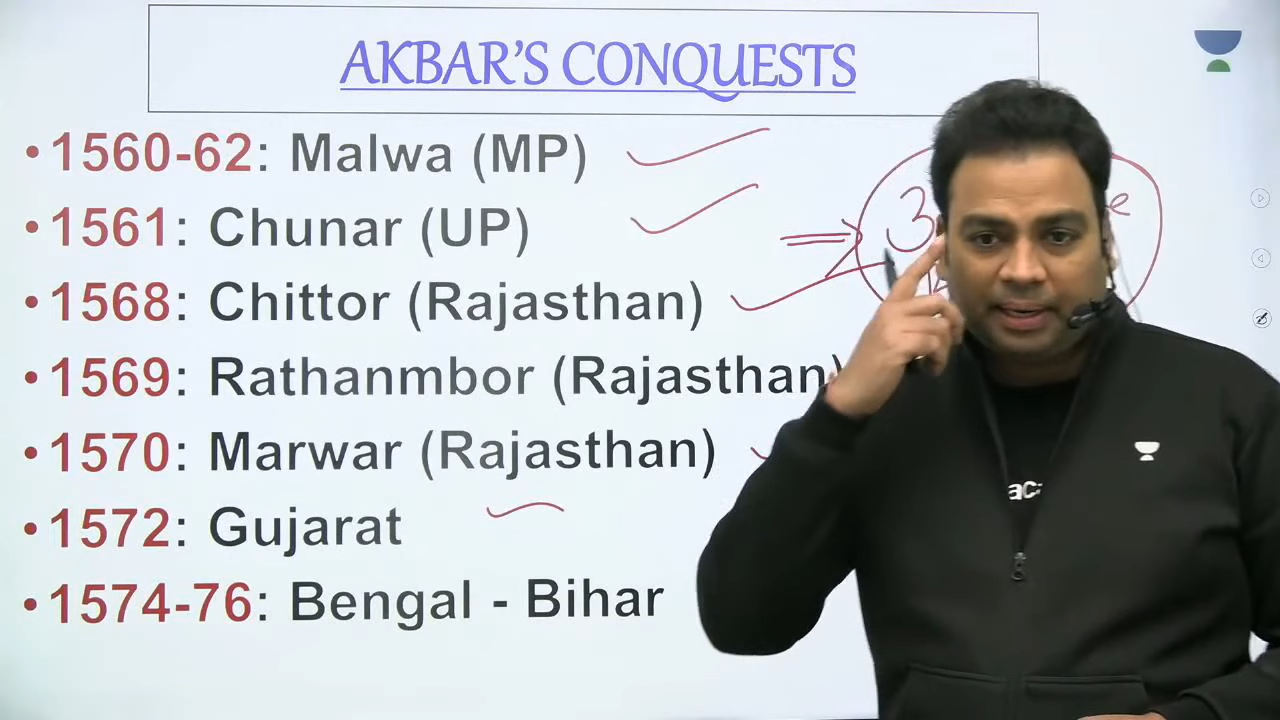 AKBAR'S CONQUESTS
• 1560-62: Malwa (MP)
• 1561: Chunar (UP)
• 1568: Chittor (Rajasthan)
• 1569: Rathanmbor (Rajasthan)
• 1570: Marwar (Rajasthan)
• 1572: Gujarat
• 1574-76: Bengal - Bihar
3